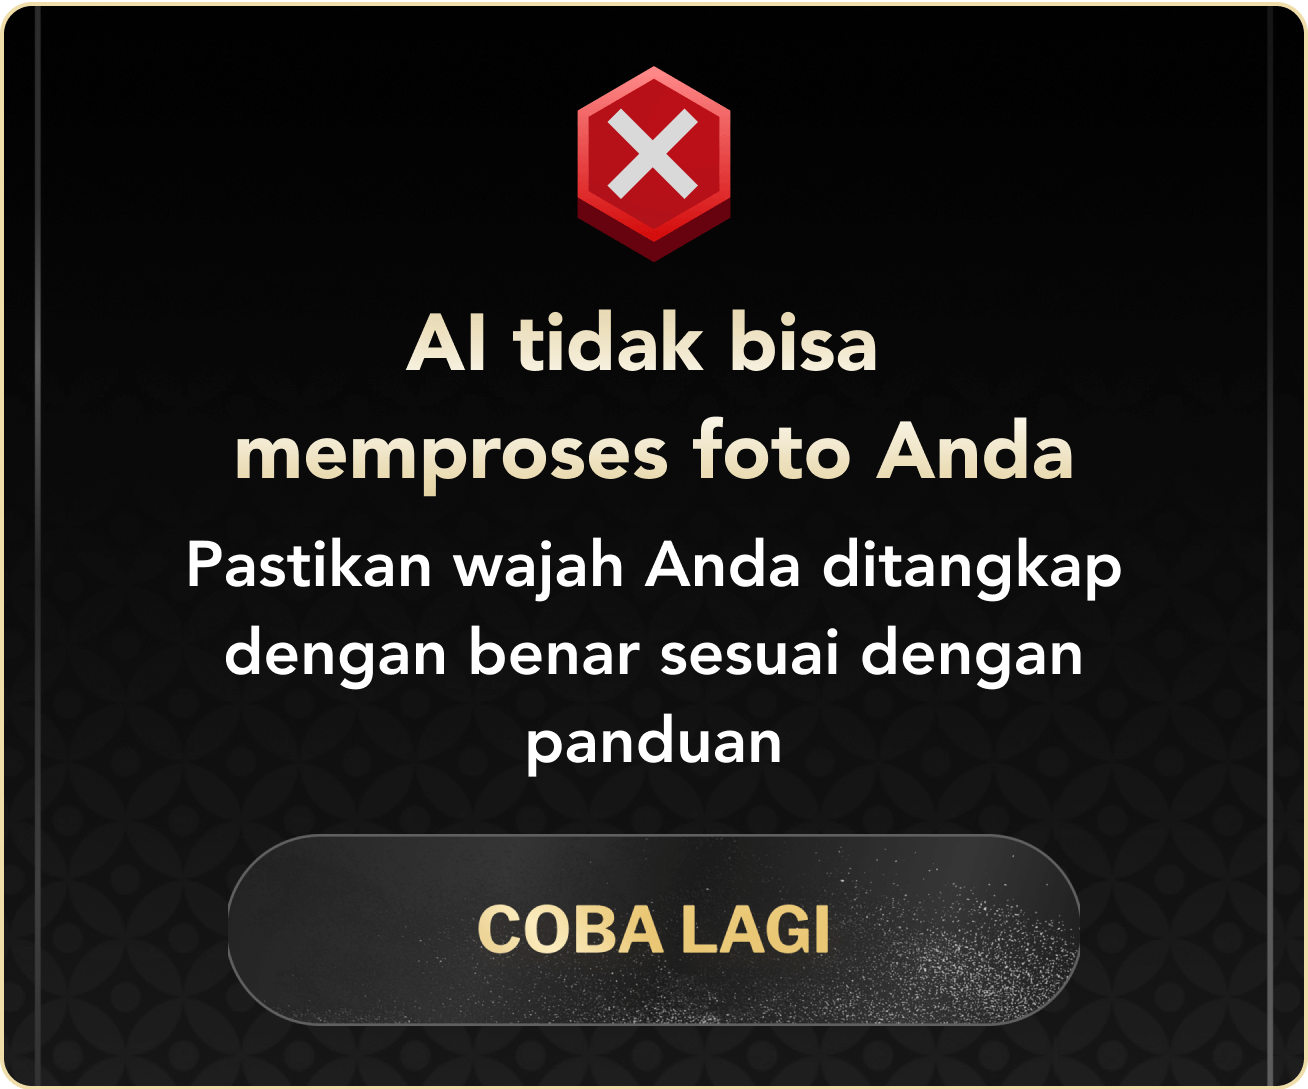 AI tidak bisa
memproses foto Anda
Pastikan wajah Anda ditangkap
dengan benar sesuai dengan
panduan
COBA LAGI